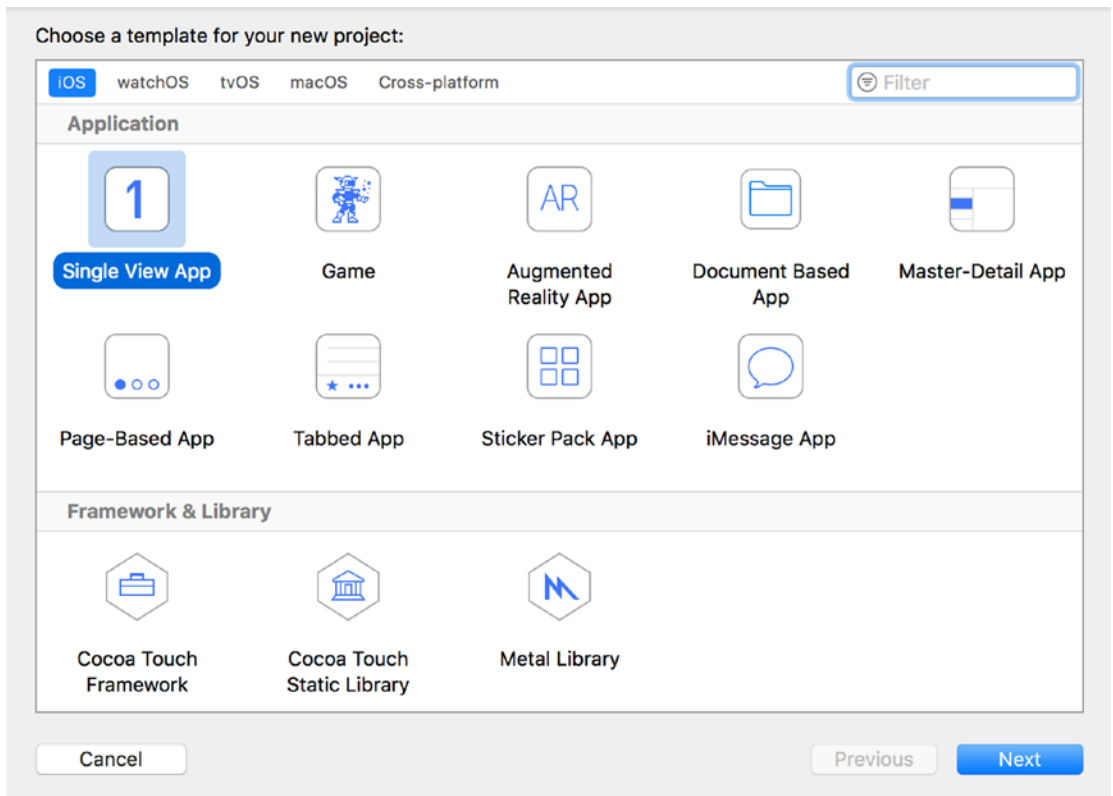 Choose a template for your new project:
iOS watchOS tvOS macOS Cross-platform Filter
Application
1 AR
Single View App Game Augmented Reality App Document Based App Master-Detail App
Page-Based App Tabbed App Sticker Pack App iMessage App
Framework & Library
Cocoa Touch Framework Cocoa Touch Static Library Metal Library
Cancel Previous Next